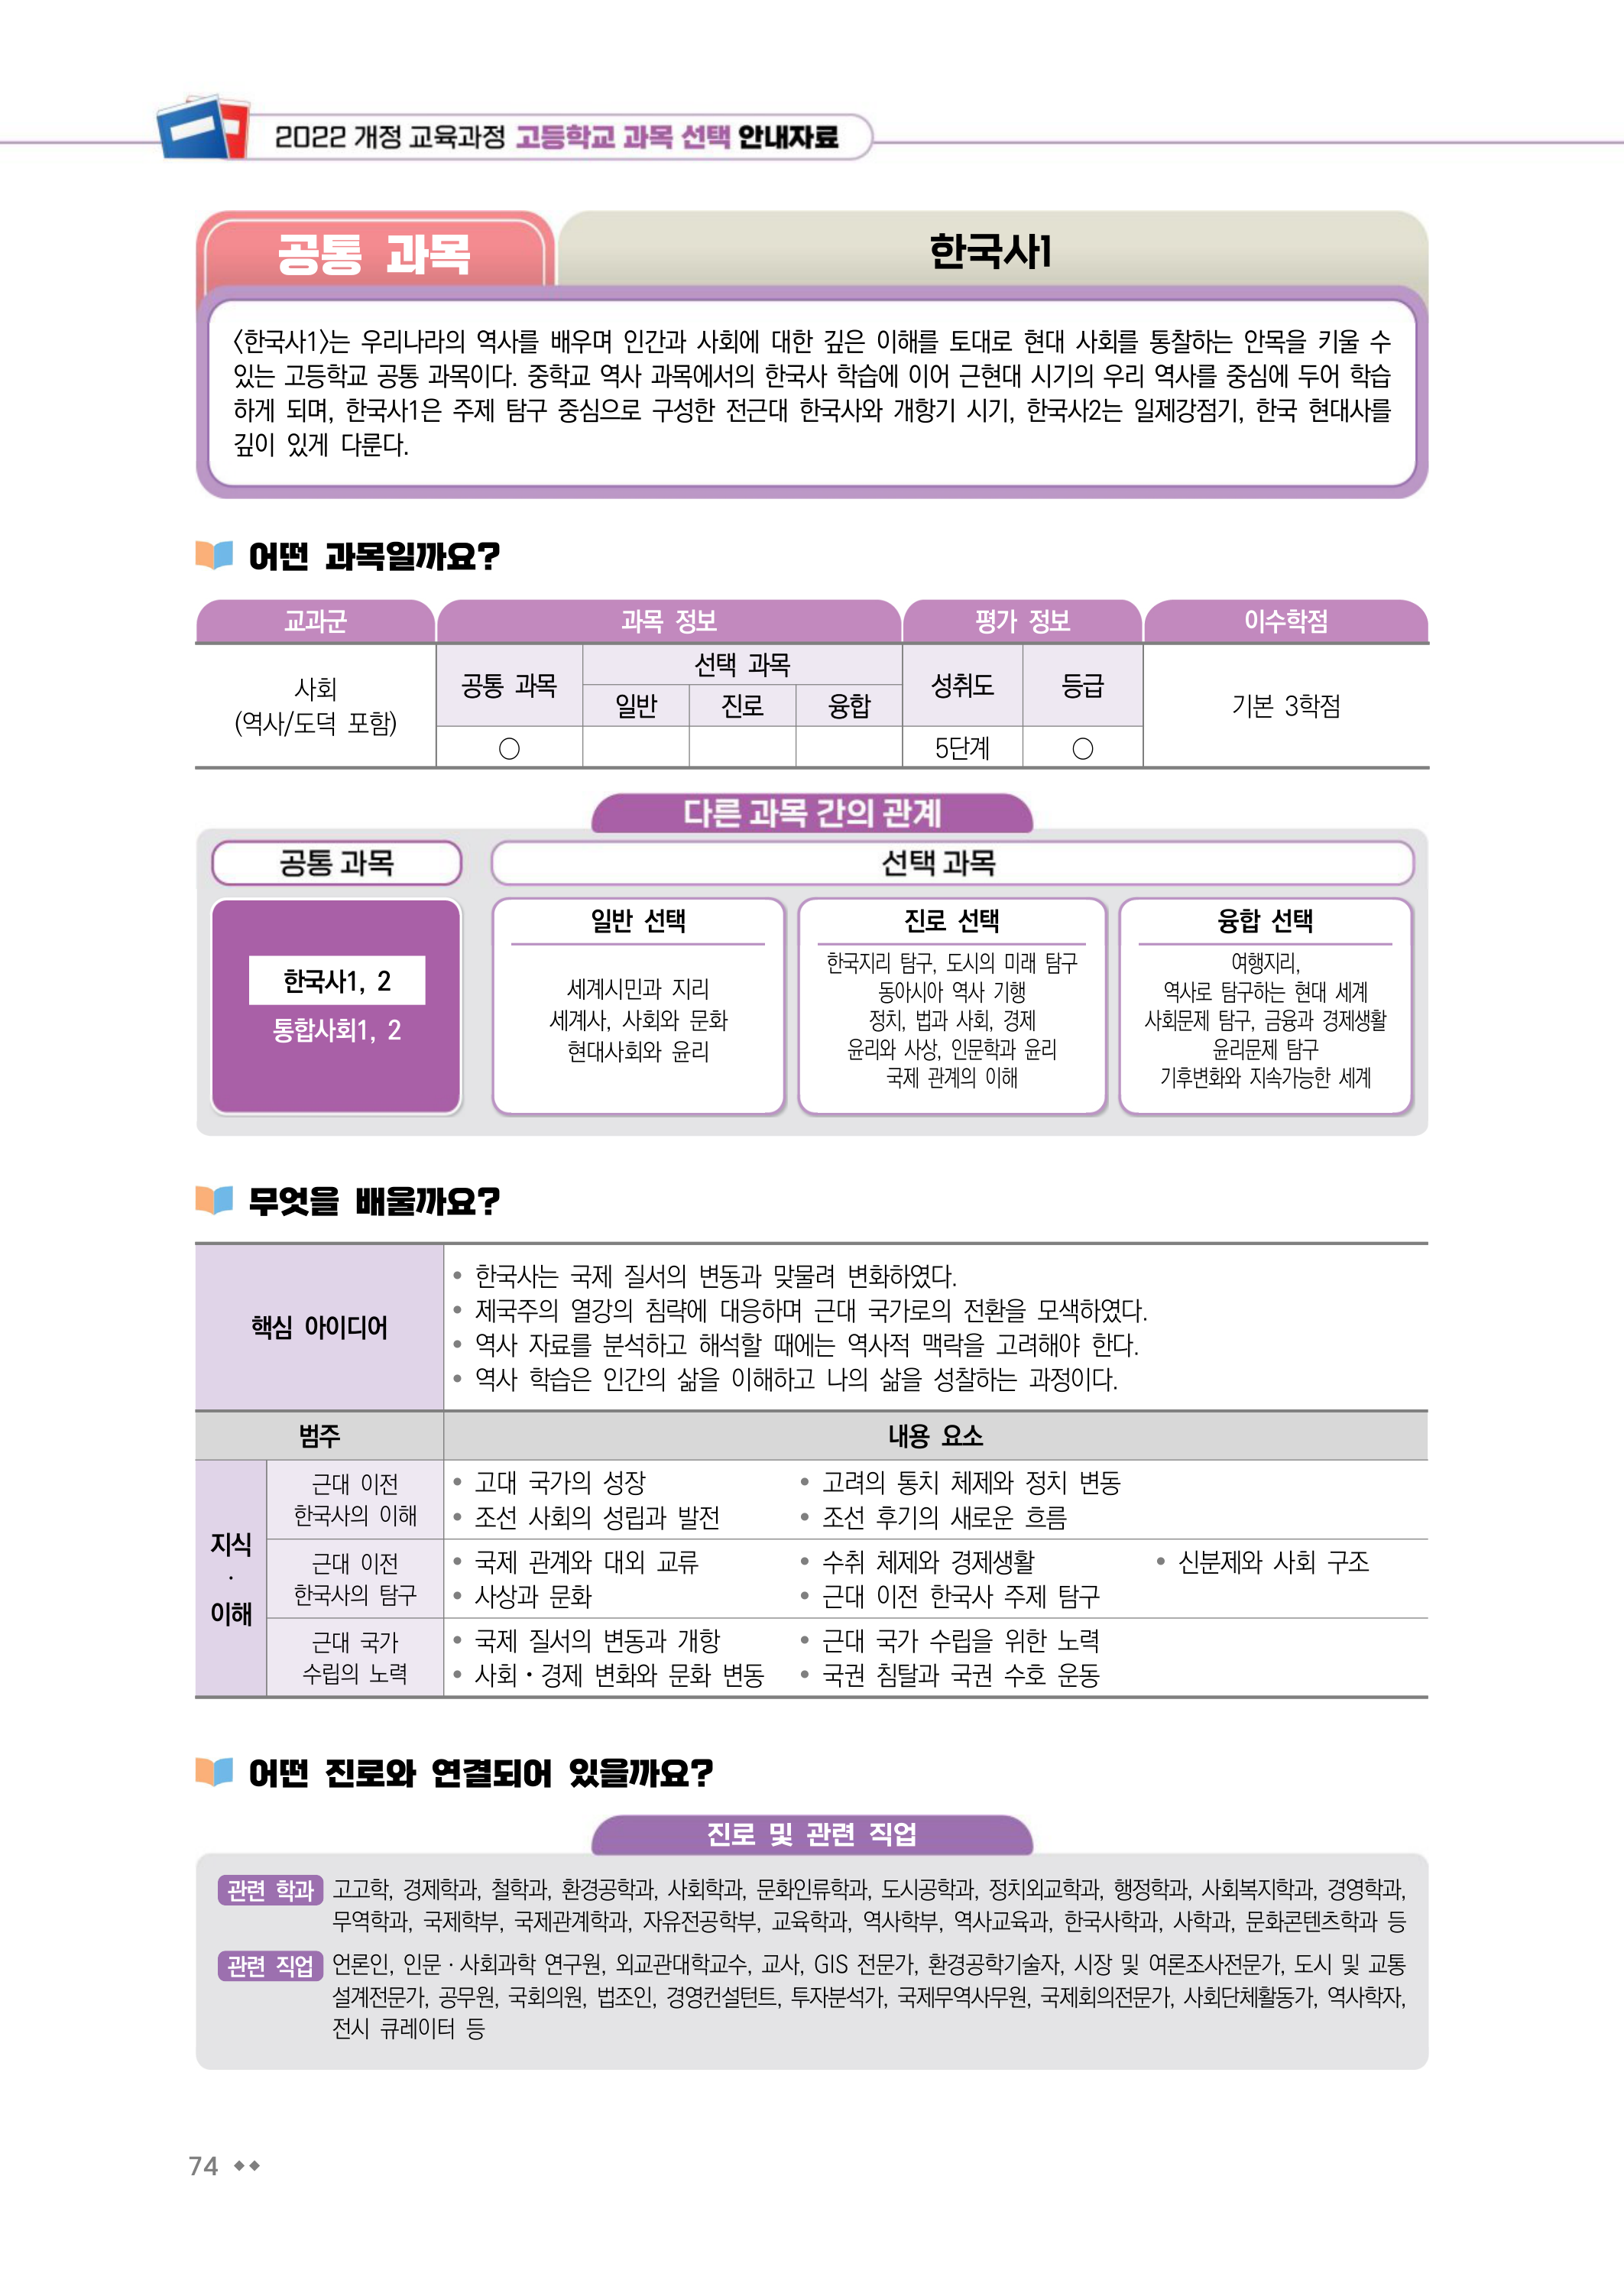 2022 개정 교육과정 고등학교 과목 선택 안내자료
공통 과목
한국사1
〈한국사1〉는 우리나라의 역사를 배우며 인간과 사회에 대한 깊은 이해를 토대로 현대 사회를 통찰하는 안목을 키울 수
있는 고등학교 공통 과목이다. 중학교 역사 과목에서의 한국사 학습에 이어 근현대 시기의 우리 역사를 중심에 두어 학습
하게 되며, 한국사1은 주제 탐구 중심으로 구성한 전근대 한국사와 개항기 시기, 한국사2는 일제강점기, 한국 현대사를
깊이 있게 다룬다.
어떤 과목일까요?
교과군 과목 정보 평가 정보 이수학점
사회
(역사/도덕 포함)
공통 과목
선택 과목
일반 진로 융합
성취도 등급
기본 3학점
○ 5단계 ○
다른 과목 간의 관계
공통 과목
선택 과목
한국사1, 2
통합사회1, 2
일반 선택
세계시민과 지리
세계사, 사회와 문화
현대사회와 윤리
진로 선택
한국지리 탐구, 도시의 미래 탐구
동아시아 역사 기행
정치, 법과 사회, 경제
윤리와 사상, 인문학과 윤리
국제 관계의 이해
융합 선택
여행지리,
역사로 탐구하는 현대 세계
사회문제 탐구, 금융과 경제생활
윤리문제 탐구
기후변화와 지속가능한 세계
무엇을 배울까요?
핵심 아이디어
• 한국사는 국제 질서의 변동과 맞물려 변화하였다.
• 제국주의 열강의 침략에 대응하며 근대 국가로의 전환을 모색하였다.
• 역사 자료를 분석하고 해석할 때에는 역사적 맥락을 고려해야 한다.
• 역사 학습은 인간의 삶을 이해하고 나의 삶을 성찰하는 과정이다.
범주 내용 요소
지식
·
이해
근대 이전
한국사의 이해
• 고대 국가의 성장 • 고려의 통치 체제와 정치 변동
• 조선 사회의 성립과 발전 • 조선 후기의 새로운 흐름
근대 이전
한국사의 탐구
• 국제 관계와 대외 교류 • 수취 체제와 경제생활 • 신분제와 사회 구조
• 사상과 문화 • 근대 이전 한국사 주제 탐구
근대 국가
수립의 노력
• 국제 질서의 변동과 개항 • 근대 국가 수립을 위한 노력
• 사회・경제 변화와 문화 변동 • 국권 침탈과 국권 수호 운동
어떤 진로와 연결되어 있을까요?
진로 및 관련 직업
관련 학과 고고학, 경제학과, 철학과, 환경공학과, 사회학과, 문화인류학과, 도시공학과, 정치외교학과, 행정학과, 사회복지학과, 경영학과,
무역학과, 국제학부, 국제관계학과, 자유전공학부, 교육학과, 역사학부, 역사교육과, 한국사학과, 사학과, 문화콘텐츠학과 등
관련 직업 언론인, 인문 · 사회과학 연구원, 외교관대학교수, 교사, GIS 전문가, 환경공학기술자, 시장 및 여론조사전문가, 도시 및 교통
설계전문가, 공무원, 국회의원, 법조인, 경영컨설턴트, 투자분석가, 국제무역사무원, 국제회의전문가, 사회단체활동가, 역사학자,
전시 큐레이터 등
74 ◆◆